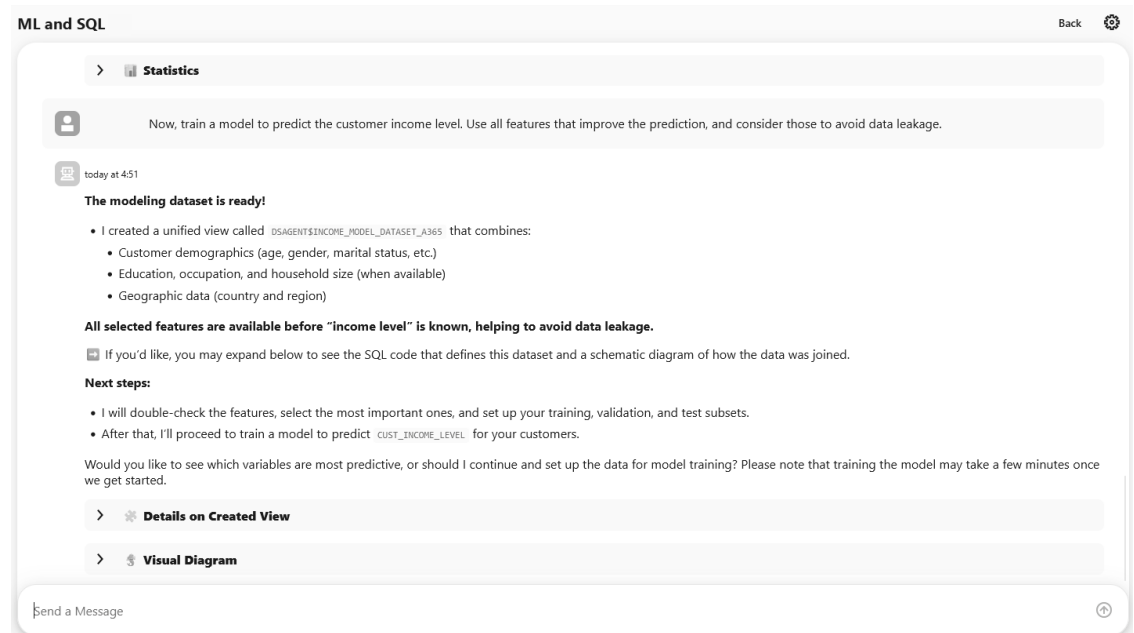 ML and SQL
Back
Statistics
Now, train a model to predict the customer income level. Use all features that improve the prediction, and consider those to avoid data leakage.
today at 4:51
The modeling dataset is ready!
• I created a unified view called DSAGENT$INCOME_MODEL_DATASET_A365 that combines:
• Customer demographics (age, gender, marital status, etc.)
• Education, occupation, and household size (when available)
• Geographic data (country and region)
All selected features are available before “income level” is known, helping to avoid data leakage.
➡ If you’d like, you may expand below to see the SQL code that defines this dataset and a schematic diagram of how the data was joined.
Next steps:
• I will double-check the features, select the most important ones, and set up your training, validation, and test subsets.
• After that, I’ll proceed to train a model to predict CUST_INCOME_LEVEL for your customers.
Would you like to see which variables are most predictive, or should I continue and set up the data for model training? Please note that training the model may take a few minutes once
we get started.
Details on Created View
Visual Diagram
Send a Message